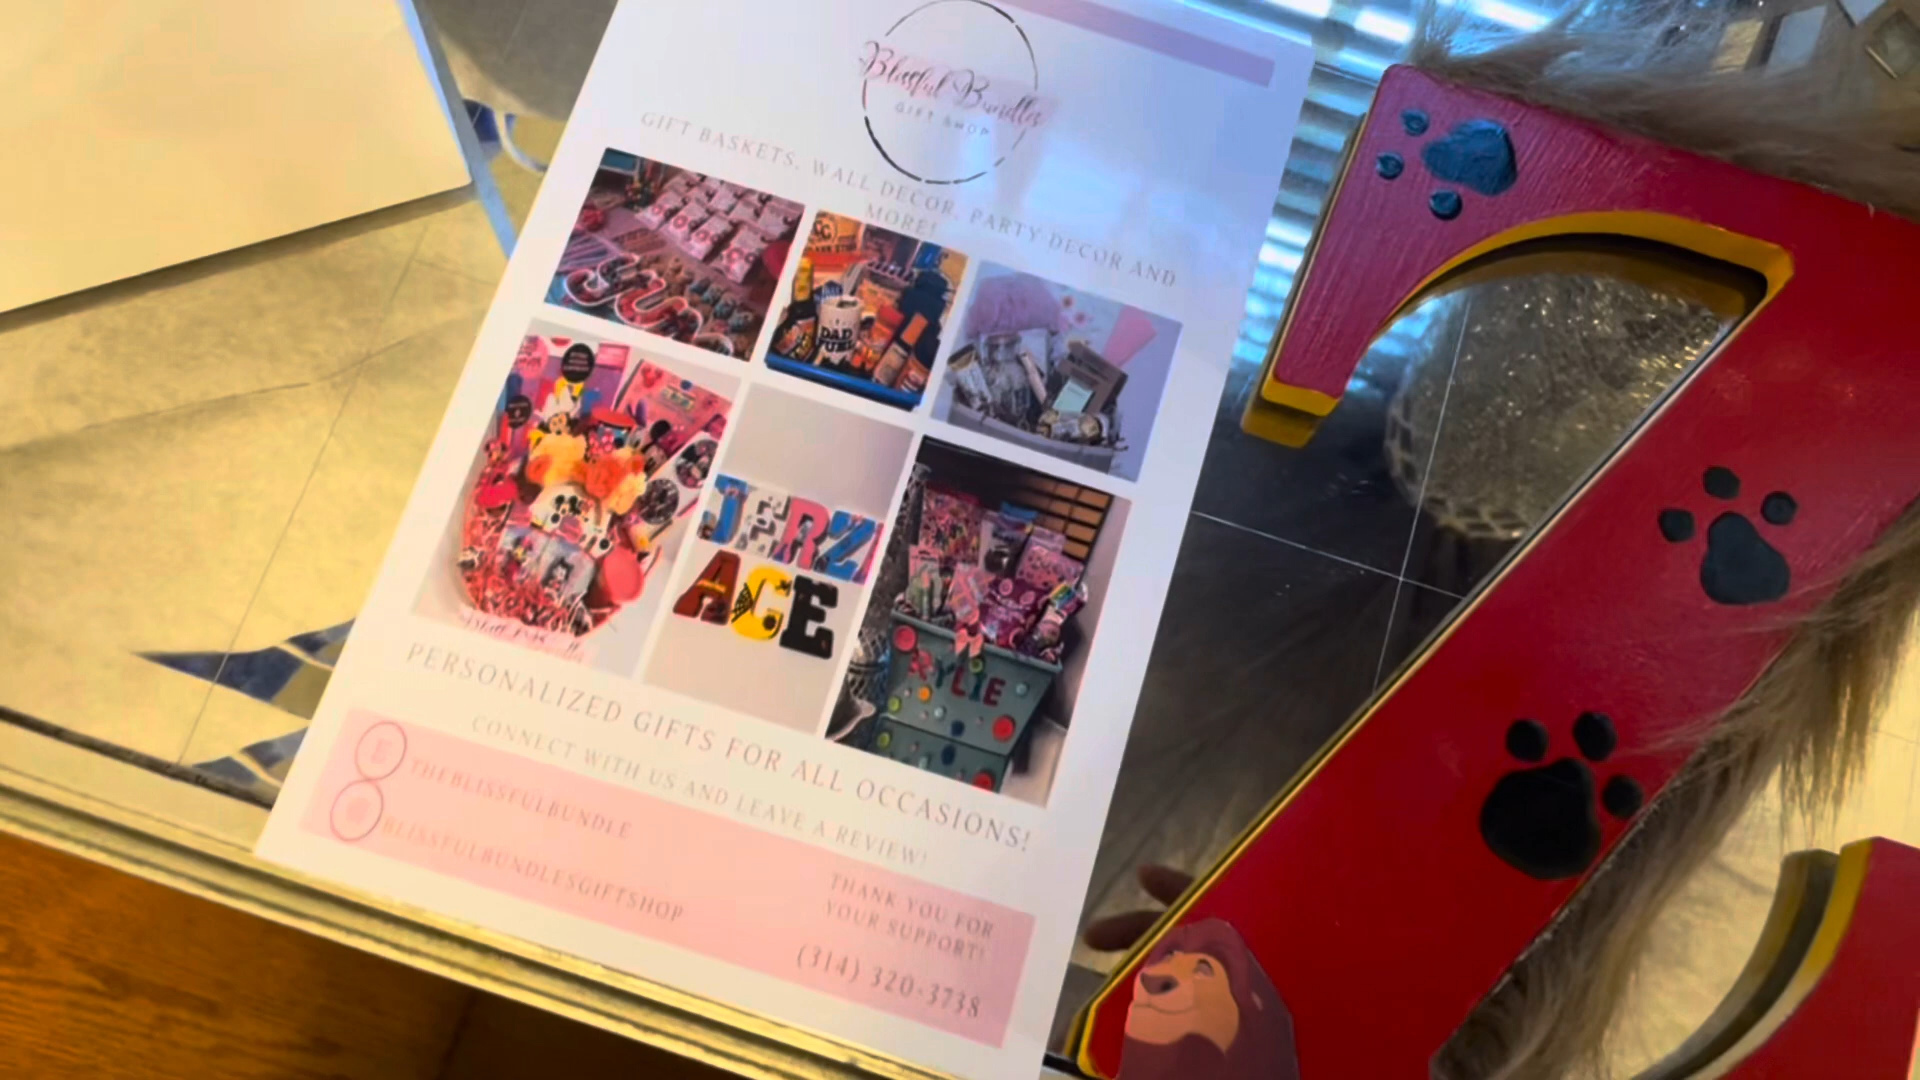 Blissful Bundles
GIFT SHOP
GIFT BASKETS, WALL DECOR, PARTY DECOR AND
MORE!
DAD
FUEL
JERZI
ACE
KYLIE
PERSONALIZED GIFTS FOR ALL OCCASIONS!
CONNECT WITH US AND LEAVE A REVIEW!
THEBLISSFULBUNDLE
BLISSFULBUNDLESGIFTSHOP
THANK YOU FOR
YOUR SUPPORT!
(314) 320-3738